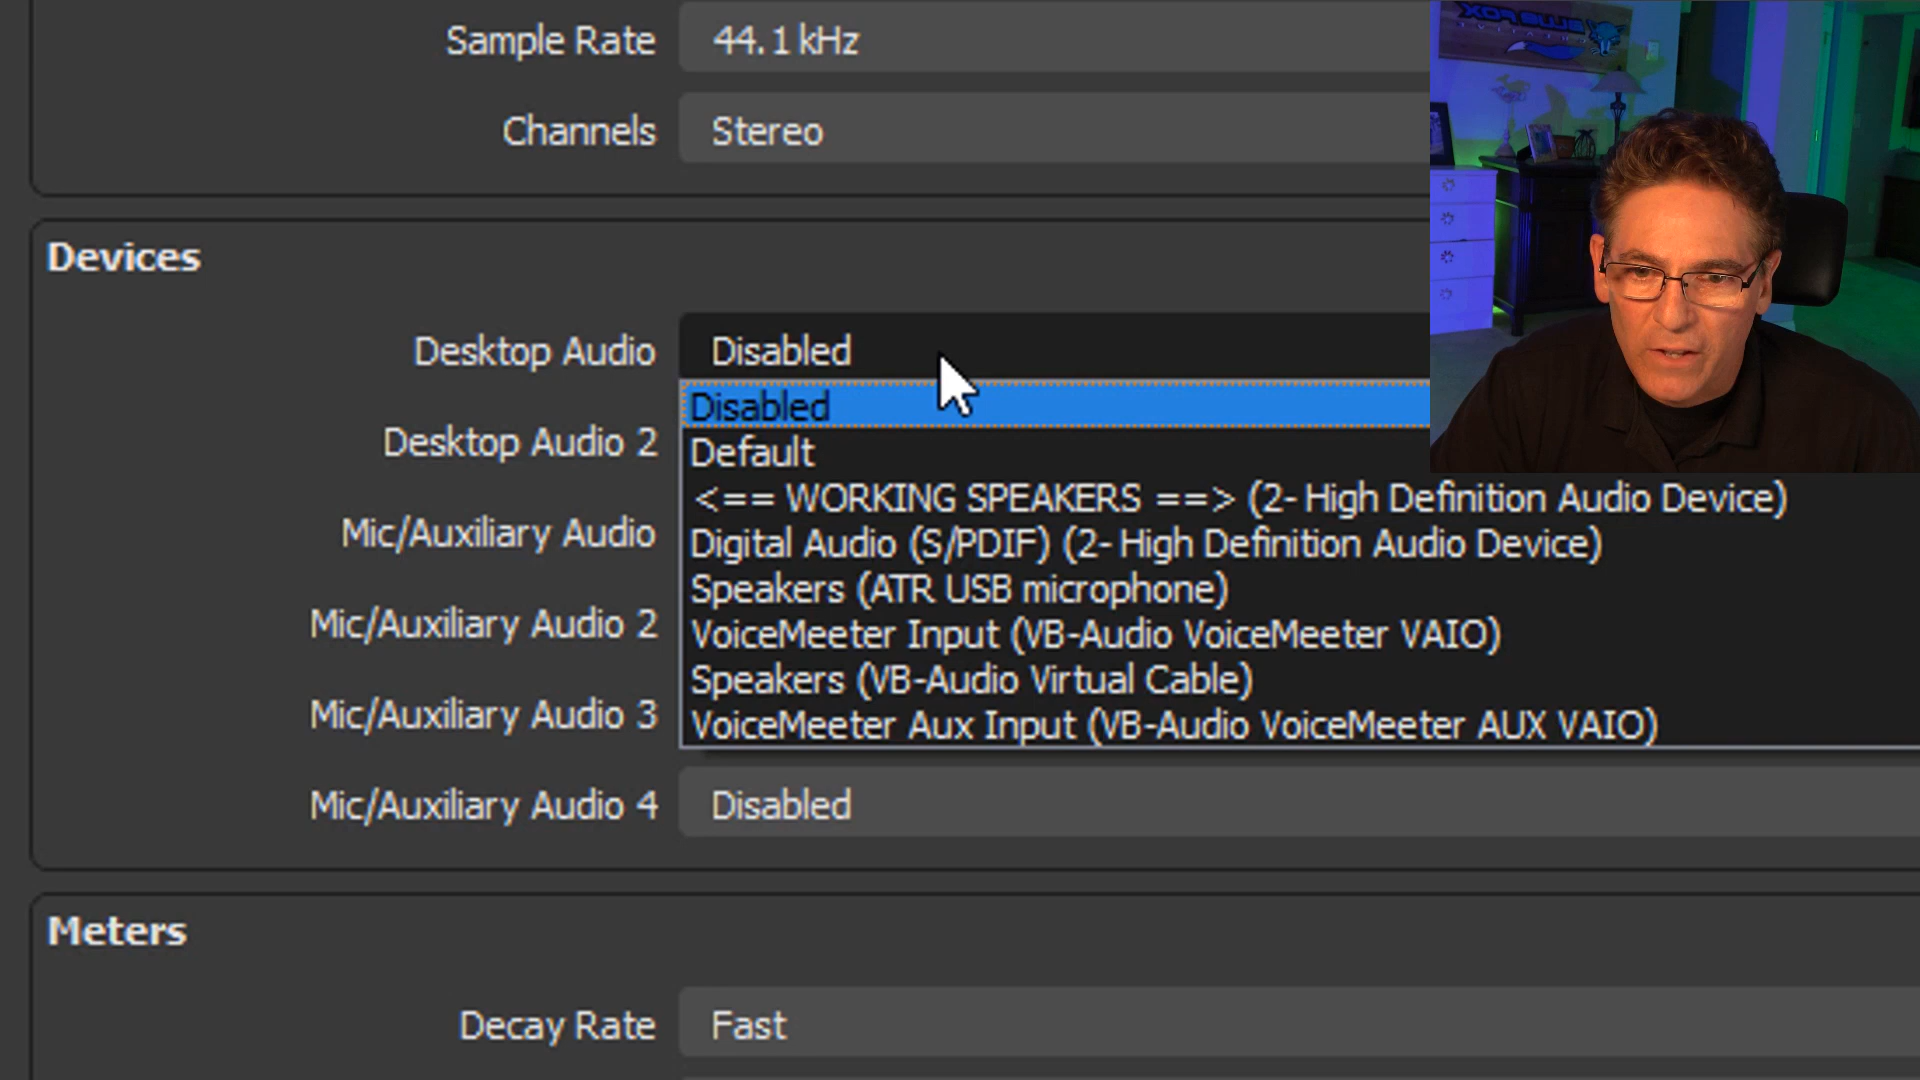 Sample Rate 44.1 kHz
Channels Stereo
Devices
Desktop Audio Disabled
Disabled
Desktop Audio 2 Default
<== WORKING SPEAKERS ==> (2- High Definition Audio Device)
Mic/Auxiliary Audio Digital Audio (S/PDIF) (2- High Definition Audio Device)
Speakers (ATR USB microphone)
Mic/Auxiliary Audio 2 VoiceMeeter Input (VB-Audio VoiceMeeter VAIO)
Speakers (VB-Audio Virtual Cable)
Mic/Auxiliary Audio 3 VoiceMeeter Aux Input (VB-Audio VoiceMeeter AUX VAIO)
Mic/Auxiliary Audio 4 Disabled
Meters
Decay Rate Fast